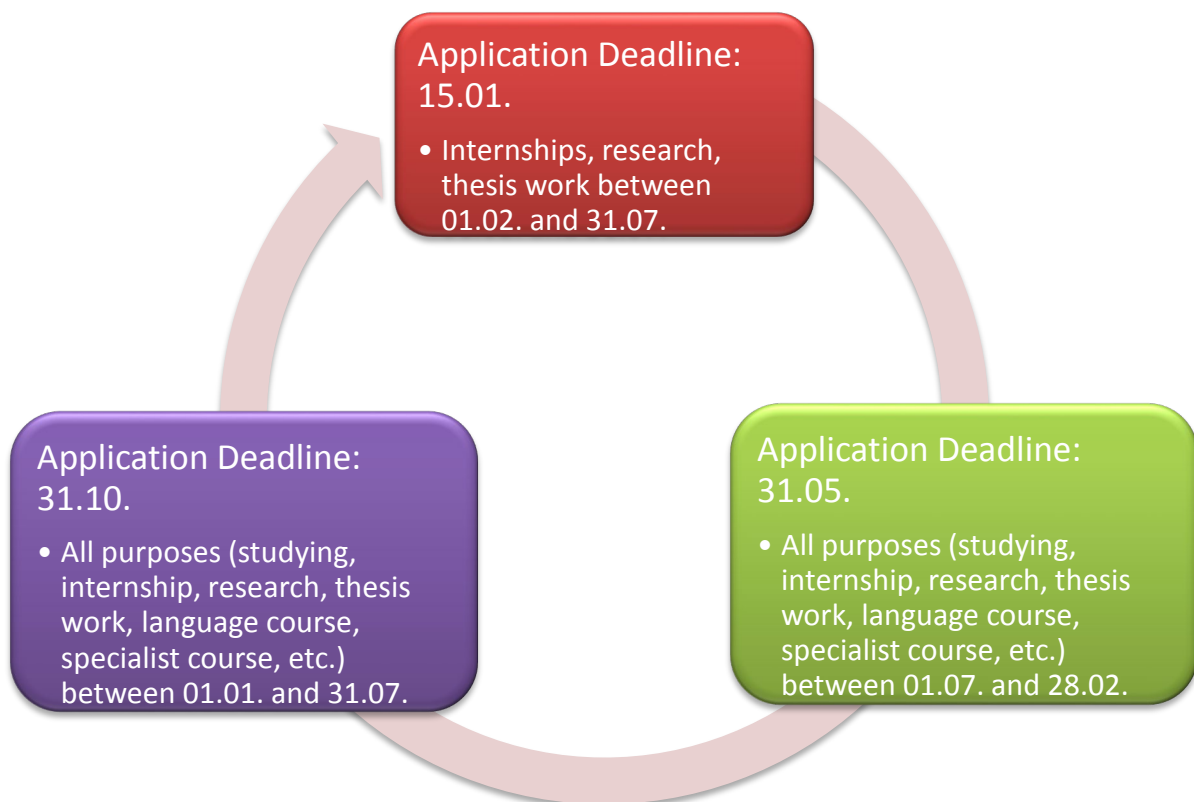 Application Deadline:
15.01.
• Internships, research,
thesis work between
01.02. and 31.07.
Application Deadline:
31.05.
• All purposes (studying,
internship, research, thesis
work, language course,
specialist course, etc.)
between 01.07. and 28.02.
Application Deadline:
31.10.
• All purposes (studying,
internship, research, thesis
work, language course,
specialist course, etc.)
between 01.01. and 31.07.